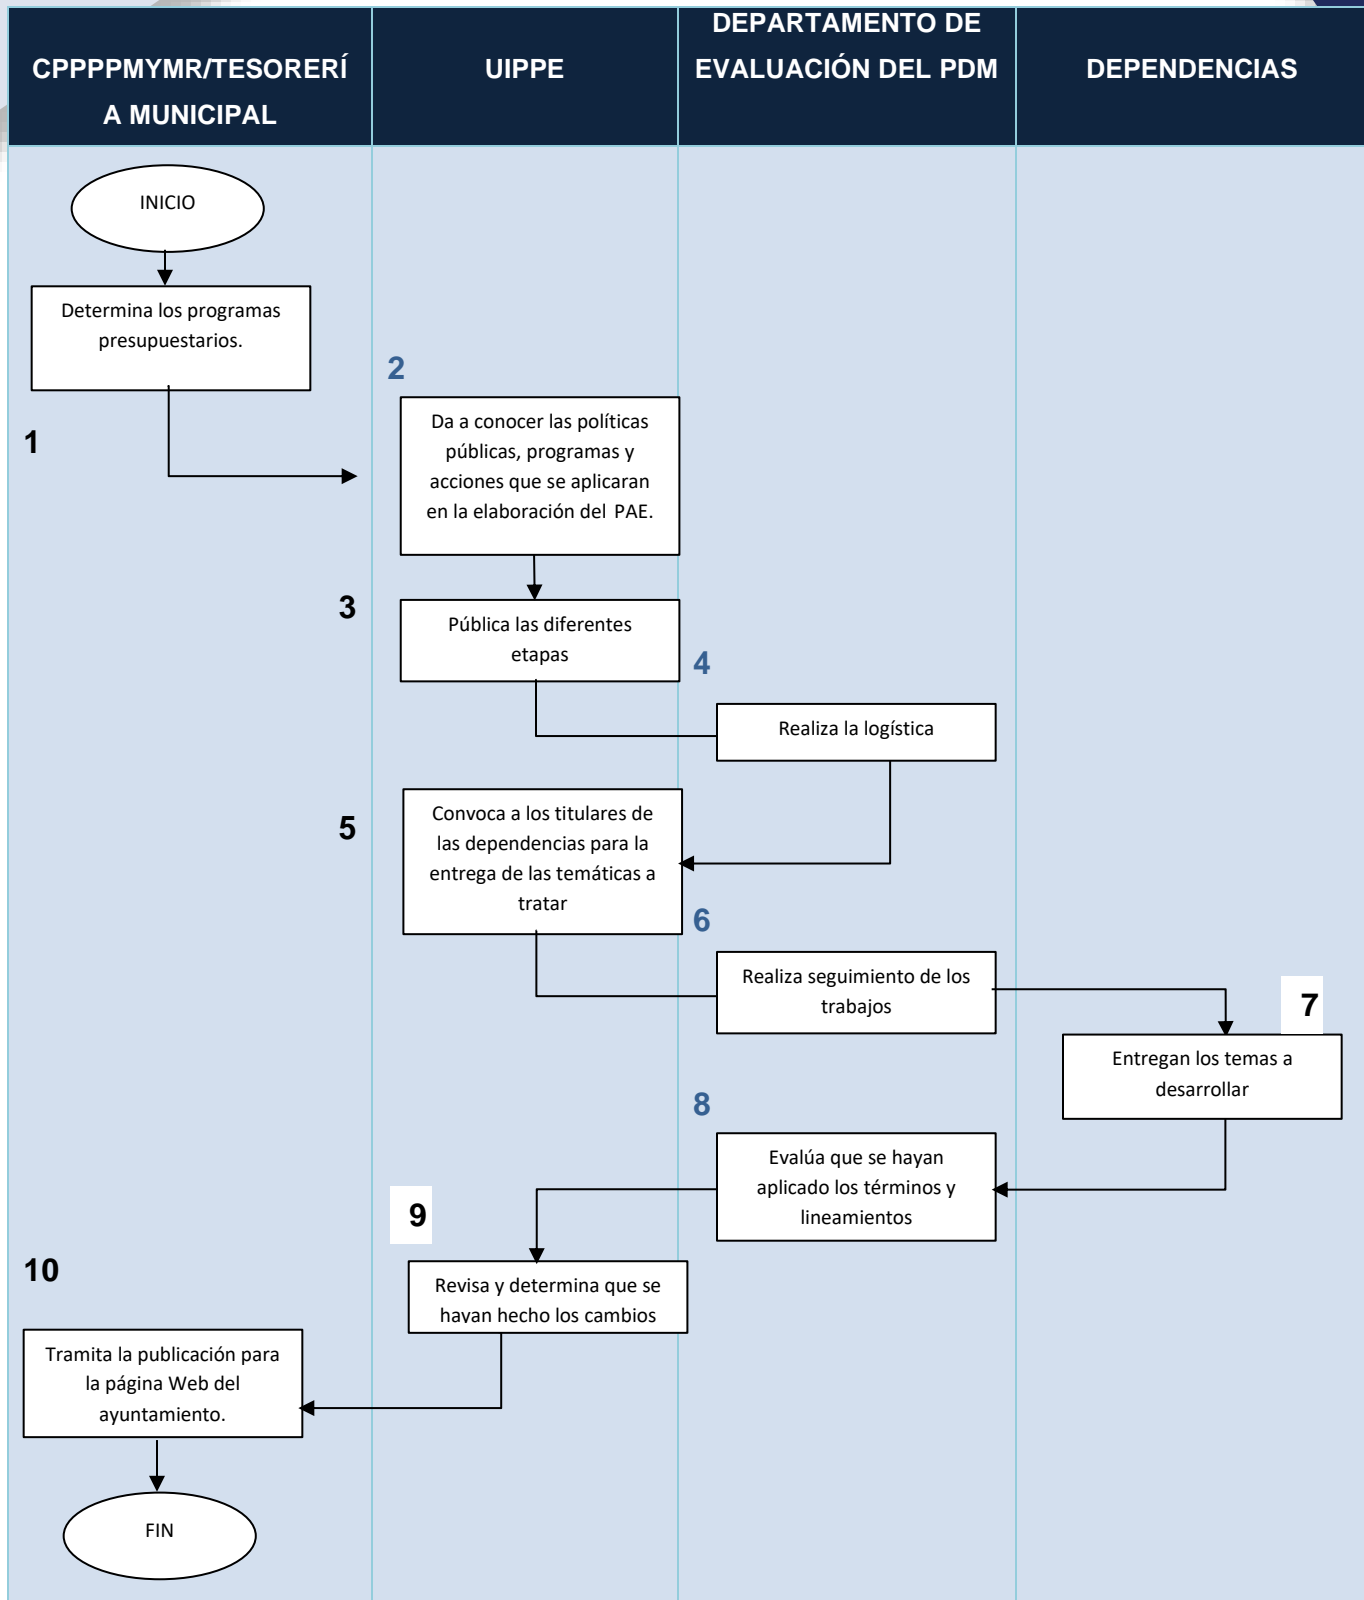 CPPPPMYMR/TESORERÍ
A MUNICIPAL
UIPPE
DEPARTAMENTO DE
EVALUACIÓN DEL PDM
DEPENDENCIAS
INICIO
Determina los programas
presupuestarios.
1
2
Da a conocer las políticas
públicas, programas y
acciones que se aplicaran
en la elaboración del PAE.
3
Pública las diferentes
etapas
4
Realiza la logística
5
Convoca a los titulares de
las dependencias para la
entrega de las temáticas a
tratar
6
Realiza seguimiento de los
trabajos
7
Entregan los temas a
desarrollar
8
Evalúa que se hayan
aplicado los términos y
lineamientos
9
Revisa y determina que se
hayan hecho los cambios
10
Tramita la publicación para
la página Web del
ayuntamiento.
FIN